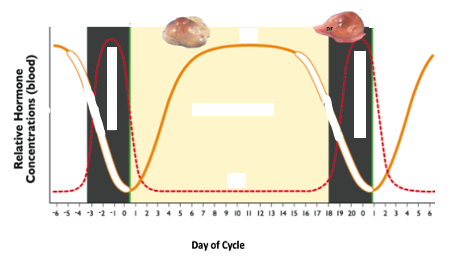 DF
Relative Hormone
Concentrations (blood)
-6 -5 -4 -3 -2 -1 0 1 2 3 4 5 6 7 8 9 10 11 12 13 14 15 16 17 18 19 20 0 1 2 3 4 5 6
Day of Cycle